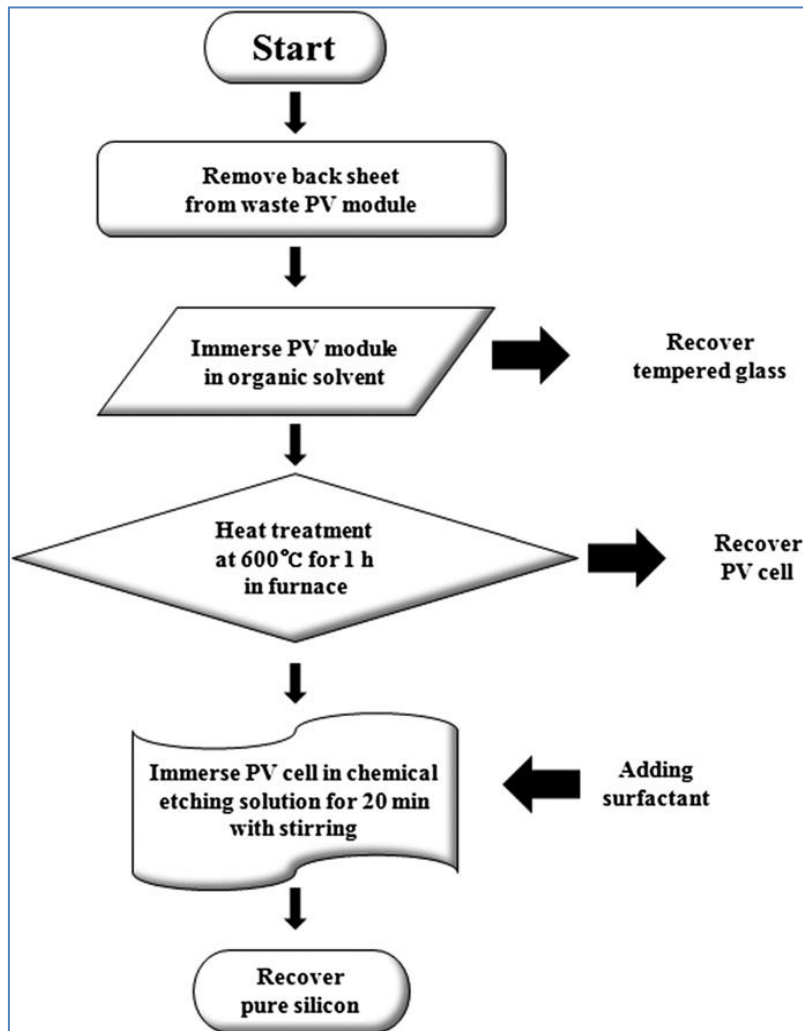 Start
Remove back sheet
from waste PV module
Immerse PV module
in organic solvent
Recover
tempered glass
Heat treatment
at 600°C for 1 h
in furnace
Recover
PV cell
Immerse PV cell in chemical
etching solution for 20 min
with stirring
Adding
surfactant
Recover
pure silicon